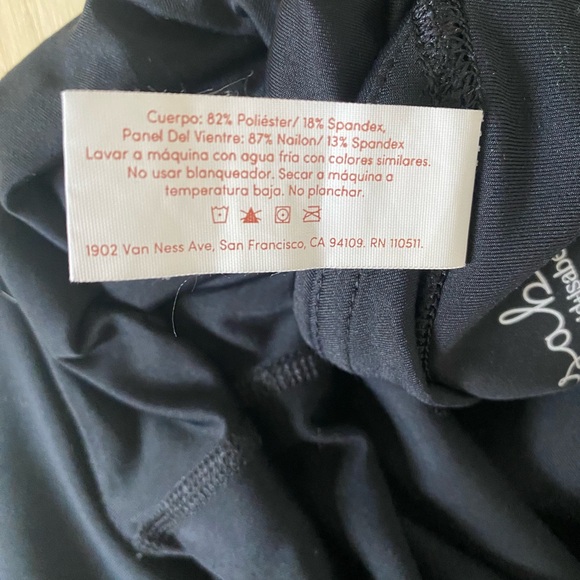 Cuerpo: 82% Poliéster/ 18% Spandex,
Panel Del Vientre: 87% Nailon/ 13% Spandex
Lavar a máquina con agua fria con colores similares.
No usar blanqueador. Secar a máquina a
temperatura baja. No planchar.
1902 Van Ness Ave, San Francisco, CA 94109. RN 110511.